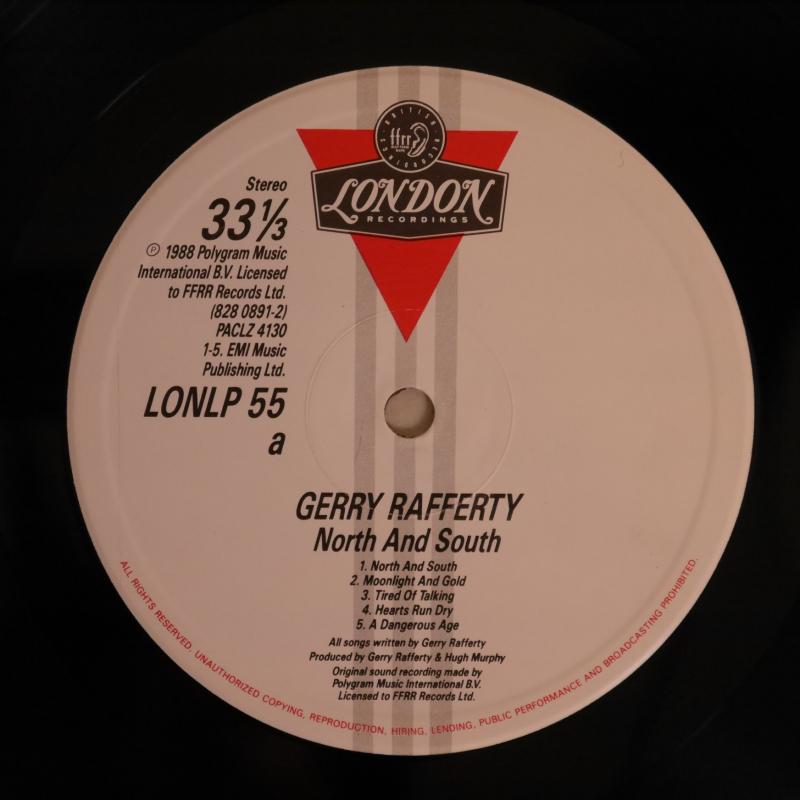 BRITISH RECORDINGS
ffrr
LONDON
RECORDINGS
Stereo
33⅓
Ⓟ 1988 Polygram Music
International B.V. Licensed
to FFRR Records Ltd.
(828 0891-2)
PACLZ 4130
1-5. EMI Music
Publishing Ltd.
LONLP 55
a
GERRY RAFFERTY
North And South
1. North And South
2. Moonlight And Gold
3. Tired Of Talking
4. Hearts Run Dry
5. A Dangerous Age
All songs written by Gerry Rafferty
Produced by Gerry Rafferty & Hugh Murphy
Original sound recording made by
Polygram Music International B.V.
Licensed to FFRR Records Ltd.
ALL RIGHTS RESERVED. UNAUTHORIZED COPYING, REPRODUCTION, HIRING, LENDING, PUBLIC PERFORMANCE AND BROADCASTING PROHIBITED.